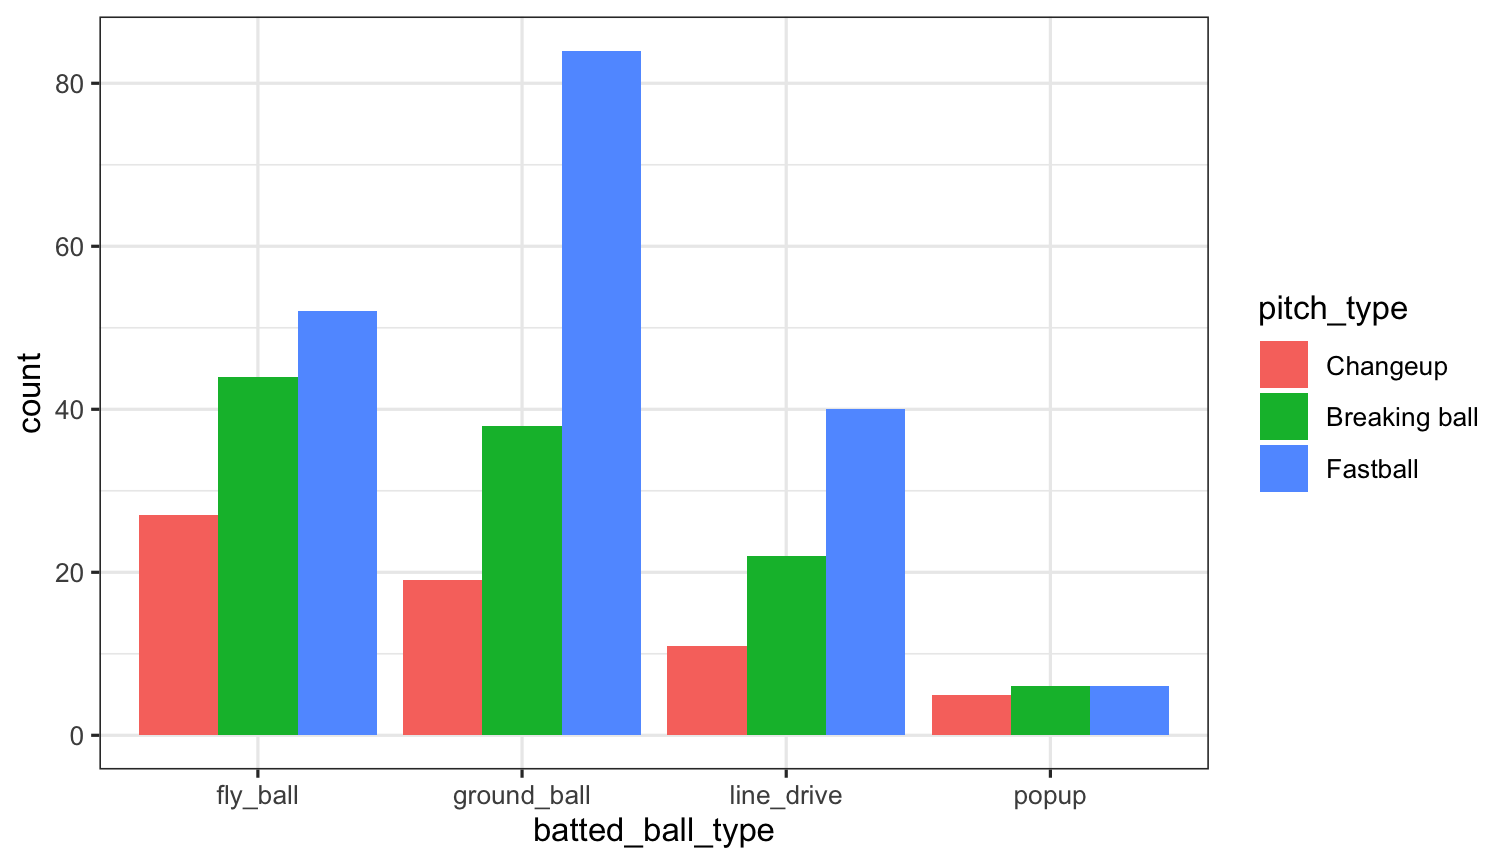 80
60
40
20
0
count
fly_ball
ground_ball
line_drive
popup
batted_ball_type
pitch_type
Changeup
Breaking ball
Fastball